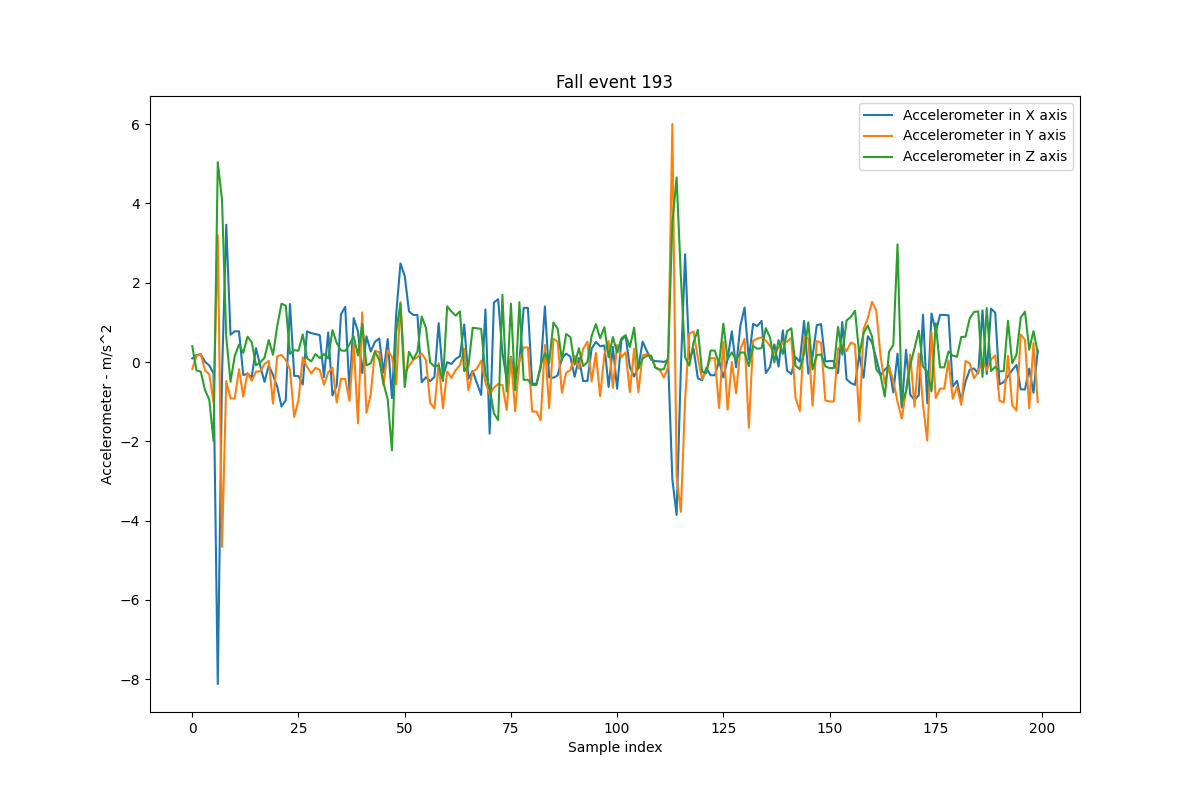 Fall event 193
Accelerometer in X axis
Accelerometer in Y axis
Accelerometer in Z axis
Accelerometer - m/s^2
6
4
2
0
−2
−4
−6
−8
0 25 50 75 100 125 150 175 200
Sample index